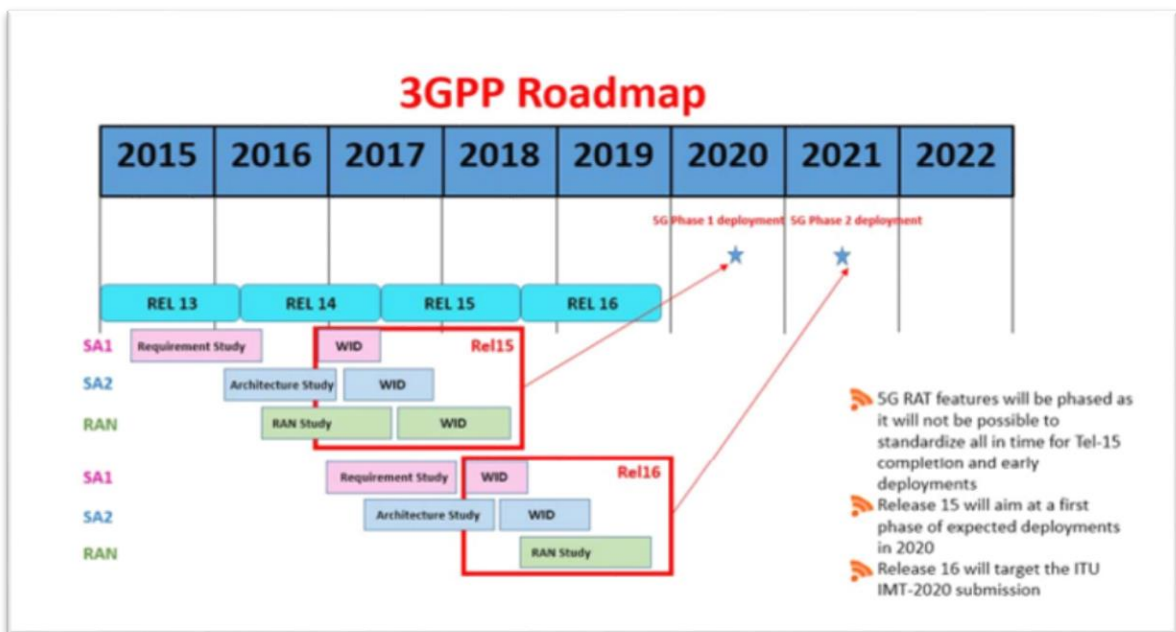 3GPP Roadmap
2015 2016 2017 2018 2019 2020 2021 2022
5G Phase 1 deployment 5G Phase 2 deployment
REL 13 REL 14 REL 15 REL 16
SA1 Requirement Study WID Rel15
SA2 Architecture Study WID
RAN RAN Study WID
SA1 Requirement Study WID Rel16
SA2 Architecture Study WID
RAN RAN Study
5G RAT features will be phased as
it will not be possible to
standardize all in time for Tel-15
completion and early
deployments
Release 15 will aim at a first
phase of expected deployments
in 2020
Release 16 will target the ITU
IMT-2020 submission